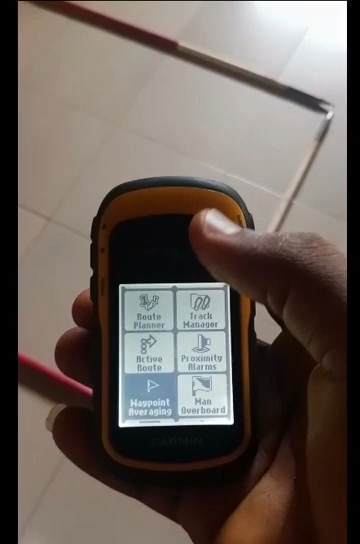 Route
Planner
Track
Manager
Active
Route
Proximity
Alarms
Waypoint
Averaging
Man
Overboard
GARMIN